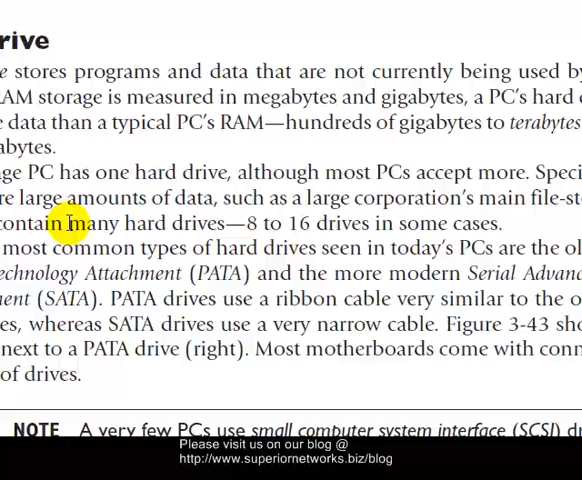 rive
e stores programs and data that are not currently being used by
RAM storage is measured in megabytes and gigabytes, a PC's hard
e data than a typical PC's RAM—hundreds of gigabytes to terabytes
abytes.
age PC has one hard drive, although most PCs accept more. Speci
re large amounts of data, such as a large corporation's main file-st
contain many hard drives—8 to 16 drives in some cases.
most common types of hard drives seen in today's PCs are the ol
echnology Attachment (PATA) and the more modern Serial Advanc
ent (SATA). PATA drives use a ribbon cable very similar to the o
es, whereas SATA drives use a very narrow cable. Figure 3-43 sho
next to a PATA drive (right). Most motherboards come with conn
of drives.
NOTE A very few PCs use small computer system interface (SCSI) dr
Please visit us on our blog @
http://www.superiornetworks.biz/blog